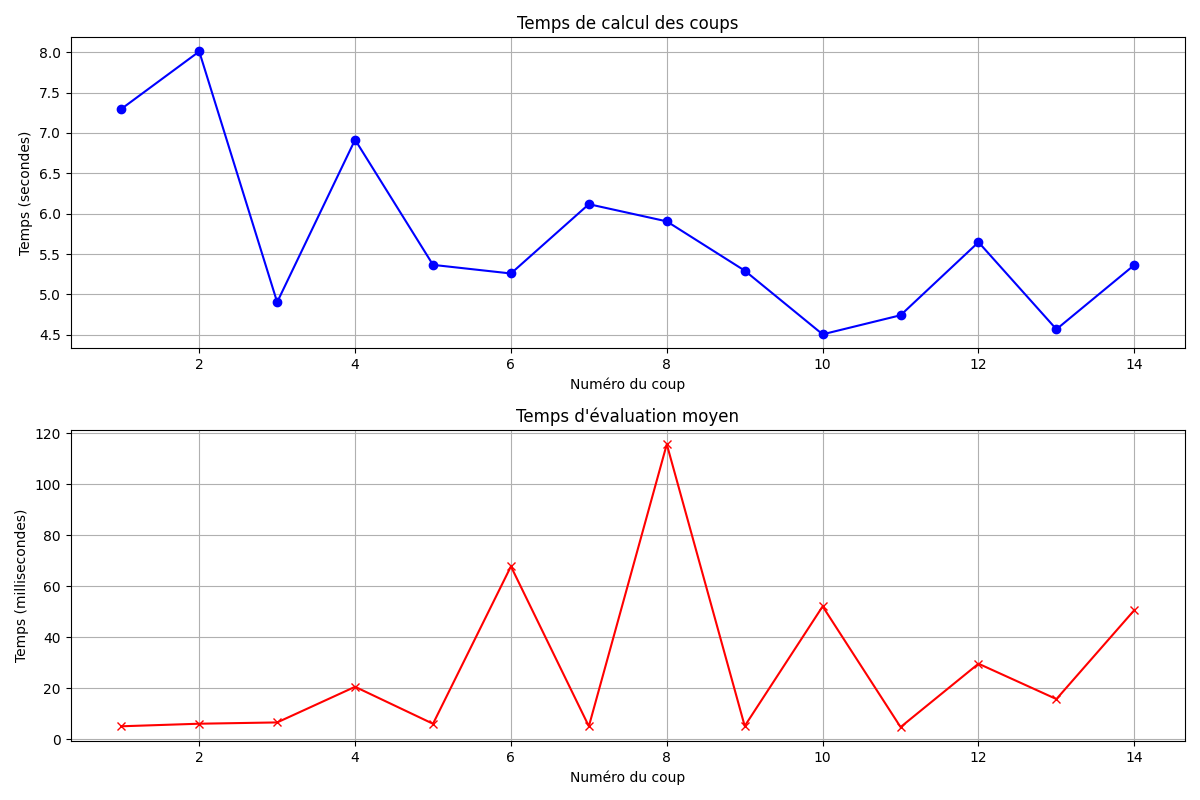 Temps de calcul des coups
8.0
7.5
7.0
6.5
6.0
5.5
5.0
4.5
Temps (secondes)
2 4 6 8 10 12 14
Numéro du coup
Temps d'évaluation moyen
120
100
80
60
40
20
0
Temps (millisecondes)
2 4 6 8 10 12 14
Numéro du coup